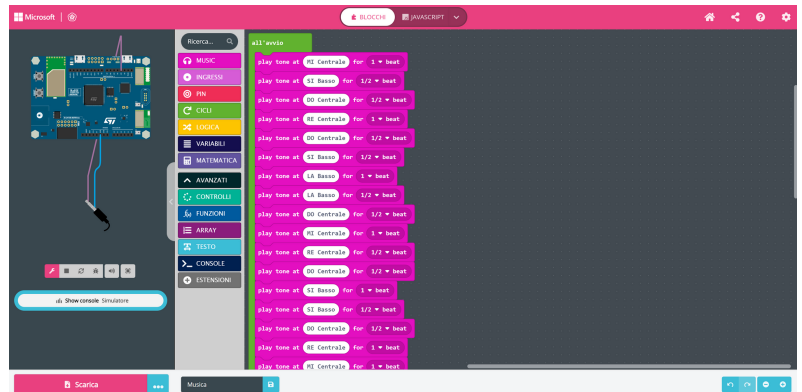 Microsoft
BLOCCHI
JAVASCRIPT
Ricerca...
MUSIC
INGRESSI
PIN
CICLI
LOGICA
VARIABILI
MATEMATICA
AVANZATI
CONTROLLI
FUNZIONI
ARRAY
TESTO
CONSOLE
ESTENSIONI
Show console Simulatore
all'avvio
play tone at MI Centrale for 1 beat
play tone at SI Basso for 1/2 beat
play tone at DO Centrale for 1/2 beat
play tone at RE Centrale for 1 beat
play tone at DO Centrale for 1/2 beat
play tone at SI Basso for 1/2 beat
play tone at LA Basso for 1 beat
play tone at LA Basso for 1/2 beat
play tone at DO Centrale for 1/2 beat
play tone at MI Centrale for 1 beat
play tone at RE Centrale for 1/2 beat
play tone at DO Centrale for 1/2 beat
play tone at SI Basso for 1 beat
play tone at SI Basso for 1/2 beat
play tone at DO Centrale for 1/2 beat
play tone at RE Centrale for 1 beat
play tone at MI Centrale for 1 beat
Scarica
Musica